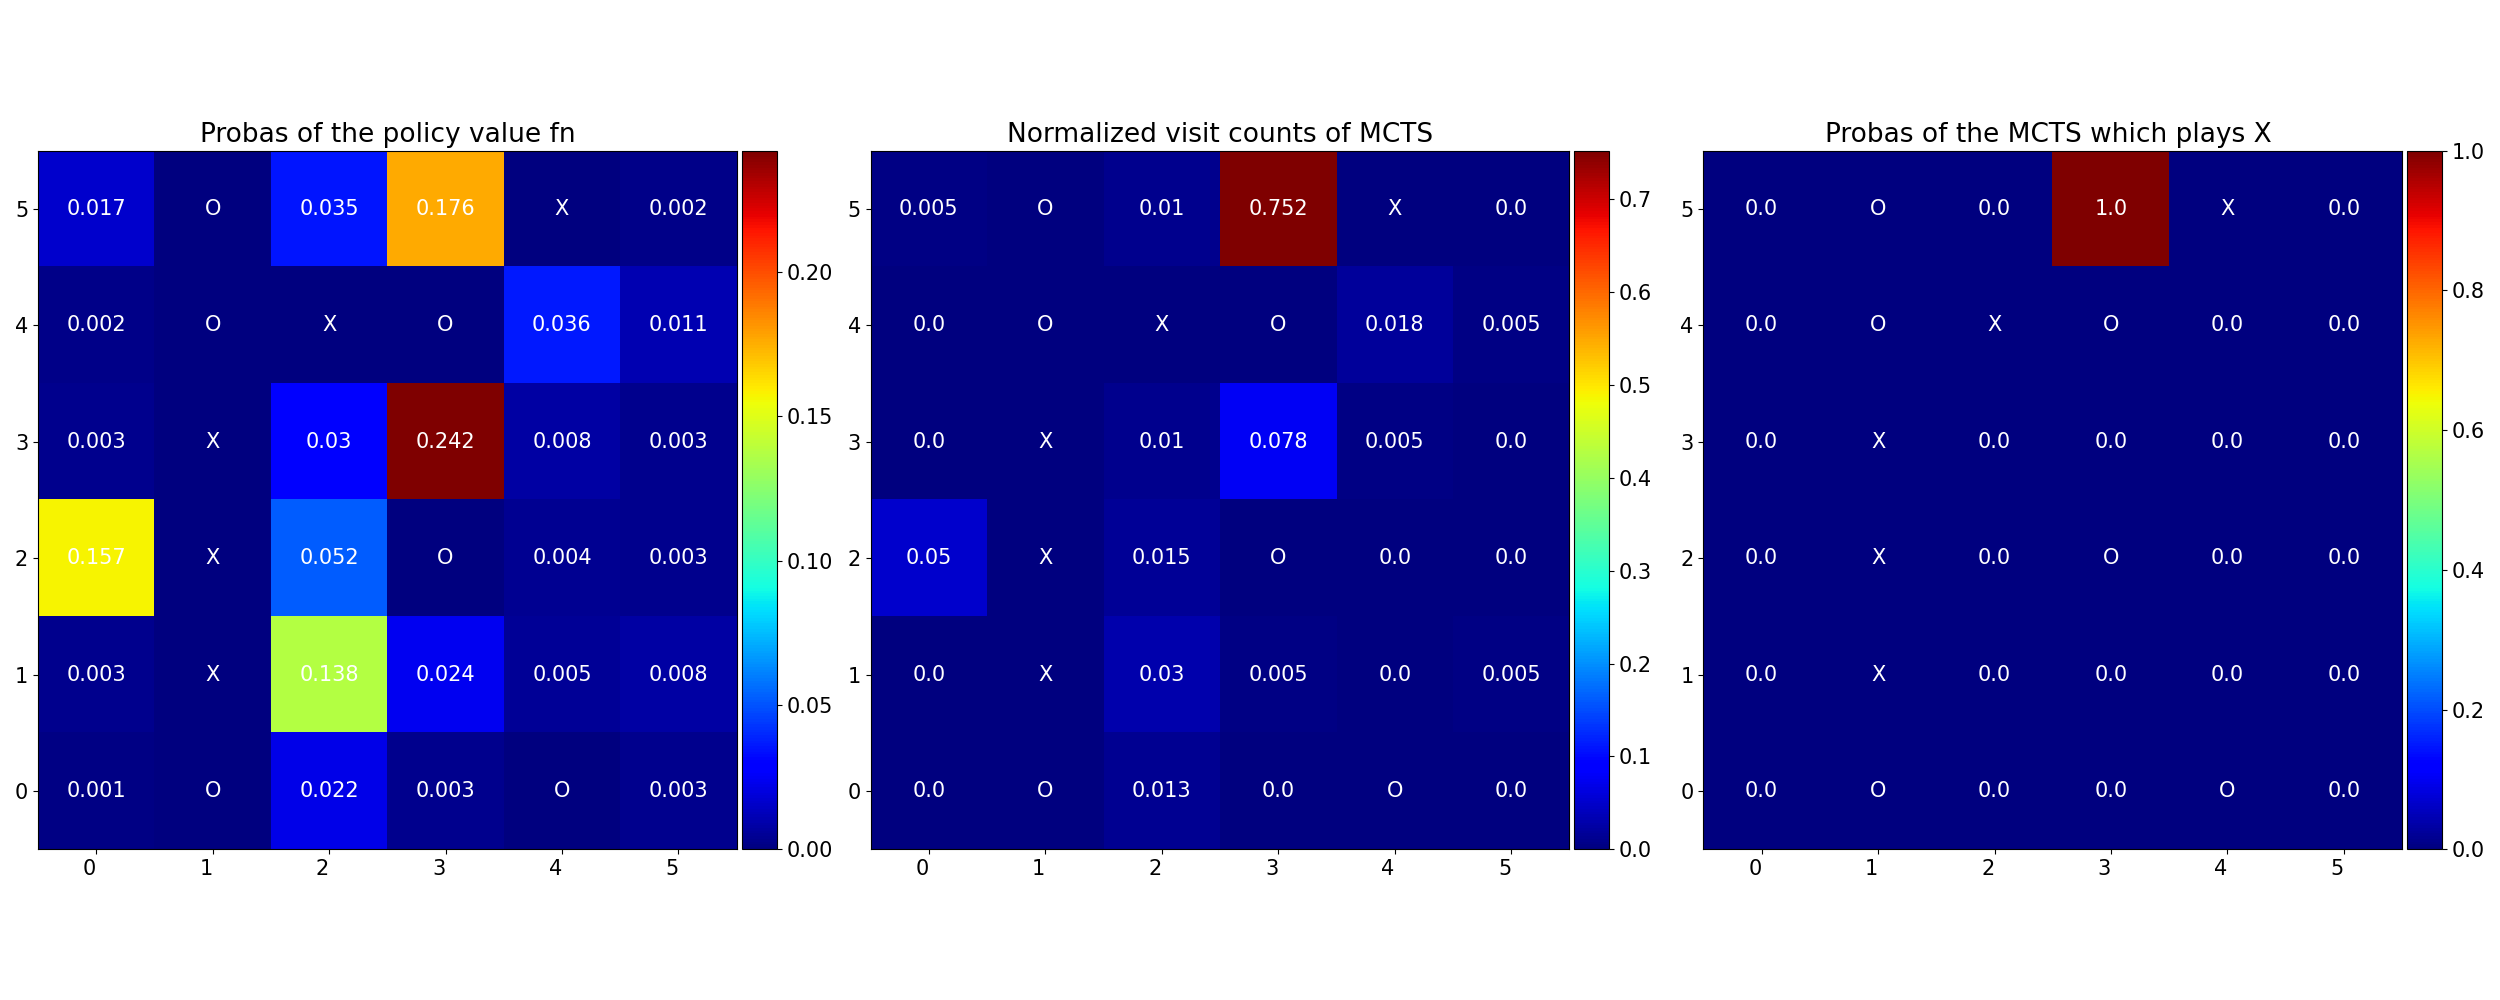 Probas of the policy value fn
5 0.017 O 0.035 0.176 X 0.002
4 0.002 O X O 0.036 0.011
3 0.003 X 0.03 0.242 0.008 0.003
2 0.157 X 0.052 O 0.004 0.003
1 0.003 X 0.138 0.024 0.005 0.008
0 0.001 O 0.022 0.003 O 0.003
0 1 2 3 4 5
0.20
0.15
0.10
0.05
0.00
Normalized visit counts of MCTS
5 0.005 O 0.01 0.752 X 0.0
4 0.0 O X O 0.018 0.005
3 0.0 X 0.01 0.078 0.005 0.0
2 0.05 X 0.015 O 0.0 0.0
1 0.0 X 0.03 0.005 0.0 0.005
0 0.0 O 0.013 0.0 O 0.0
0 1 2 3 4 5
0.7
0.6
0.5
0.4
0.3
0.2
0.1
0.0
Probas of the MCTS which plays X
5 0.0 O 0.0 1.0 X 0.0
4 0.0 O X O 0.0 0.0
3 0.0 X 0.0 0.0 0.0 0.0
2 0.0 X 0.0 O 0.0 0.0
1 0.0 X 0.0 0.0 0.0 0.0
0 0.0 O 0.0 0.0 O 0.0
0 1 2 3 4 5
1.0
0.8
0.6
0.4
0.2
0.0